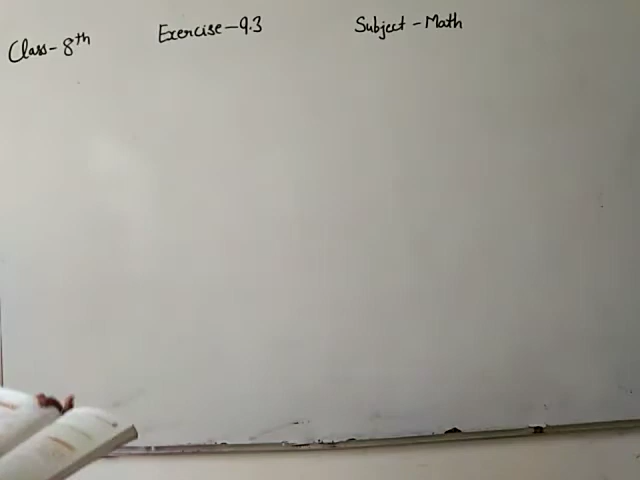 Class - 8th
Exercise - 9.3
Subject - Math